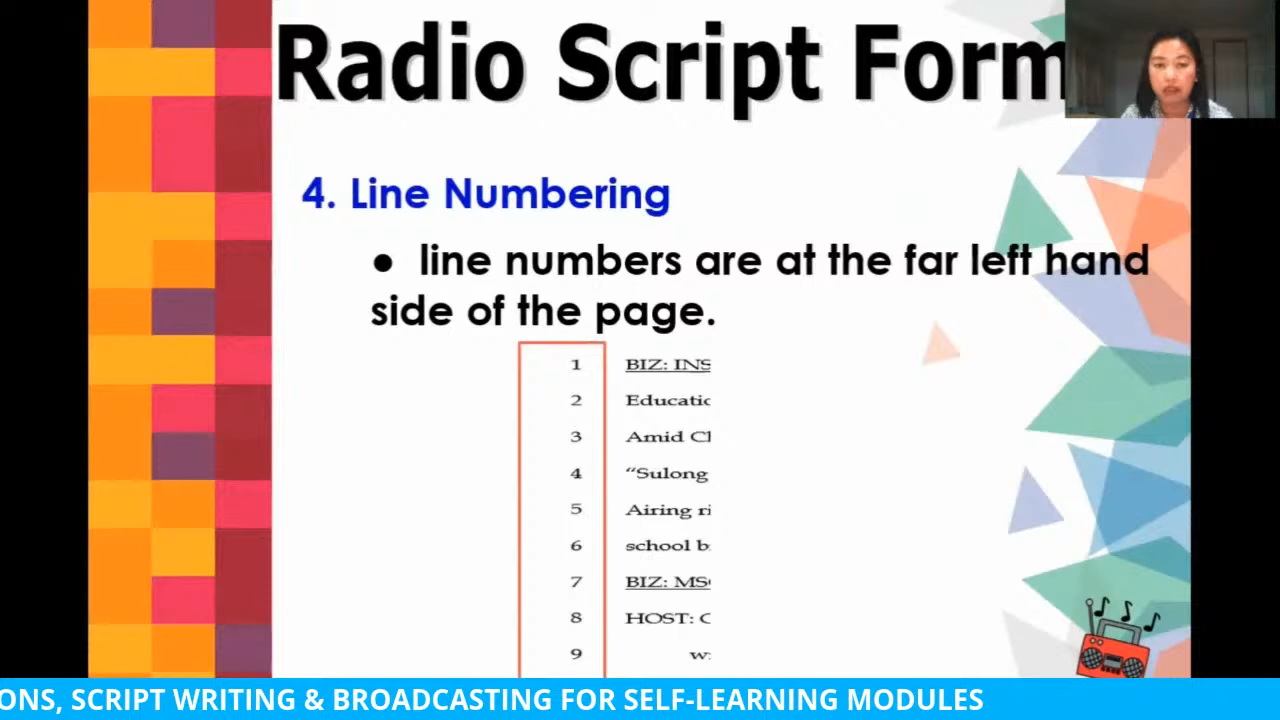 Radio Script Form
4. Line Numbering
● line numbers are at the far left hand
side of the page.
1 BIZ: INS
2 Educatio
3 Amid Cl
4 “Sulong
5 Airing ri
6 school b
7 BIZ: MS
8 HOST: C
9 w
ONS, SCRIPT WRITING & BROADCASTING FOR SELF-LEARNING MODULES